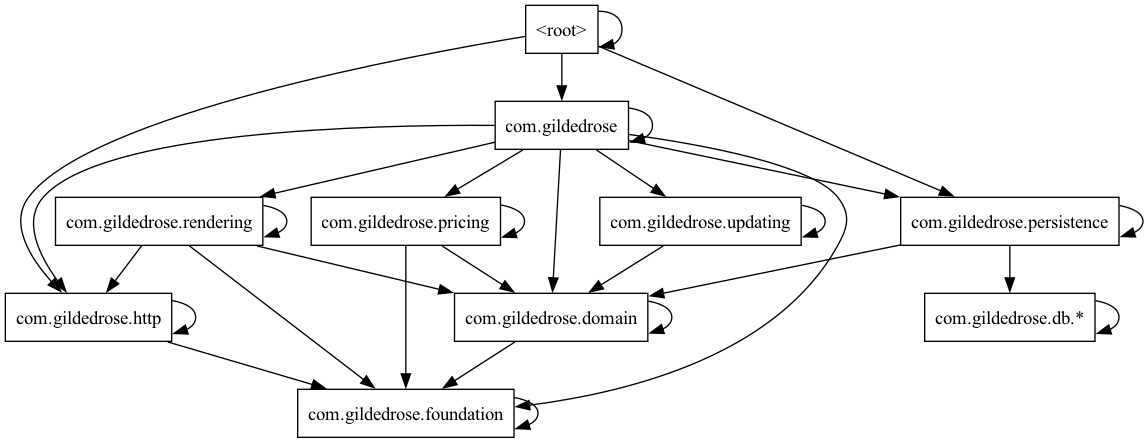 <root>
com.gildedrose
com.gildedrose.rendering
com.gildedrose.pricing
com.gildedrose.updating
com.gildedrose.persistence
com.gildedrose.http
com.gildedrose.domain
com.gildedrose.db.*
com.gildedrose.foundation